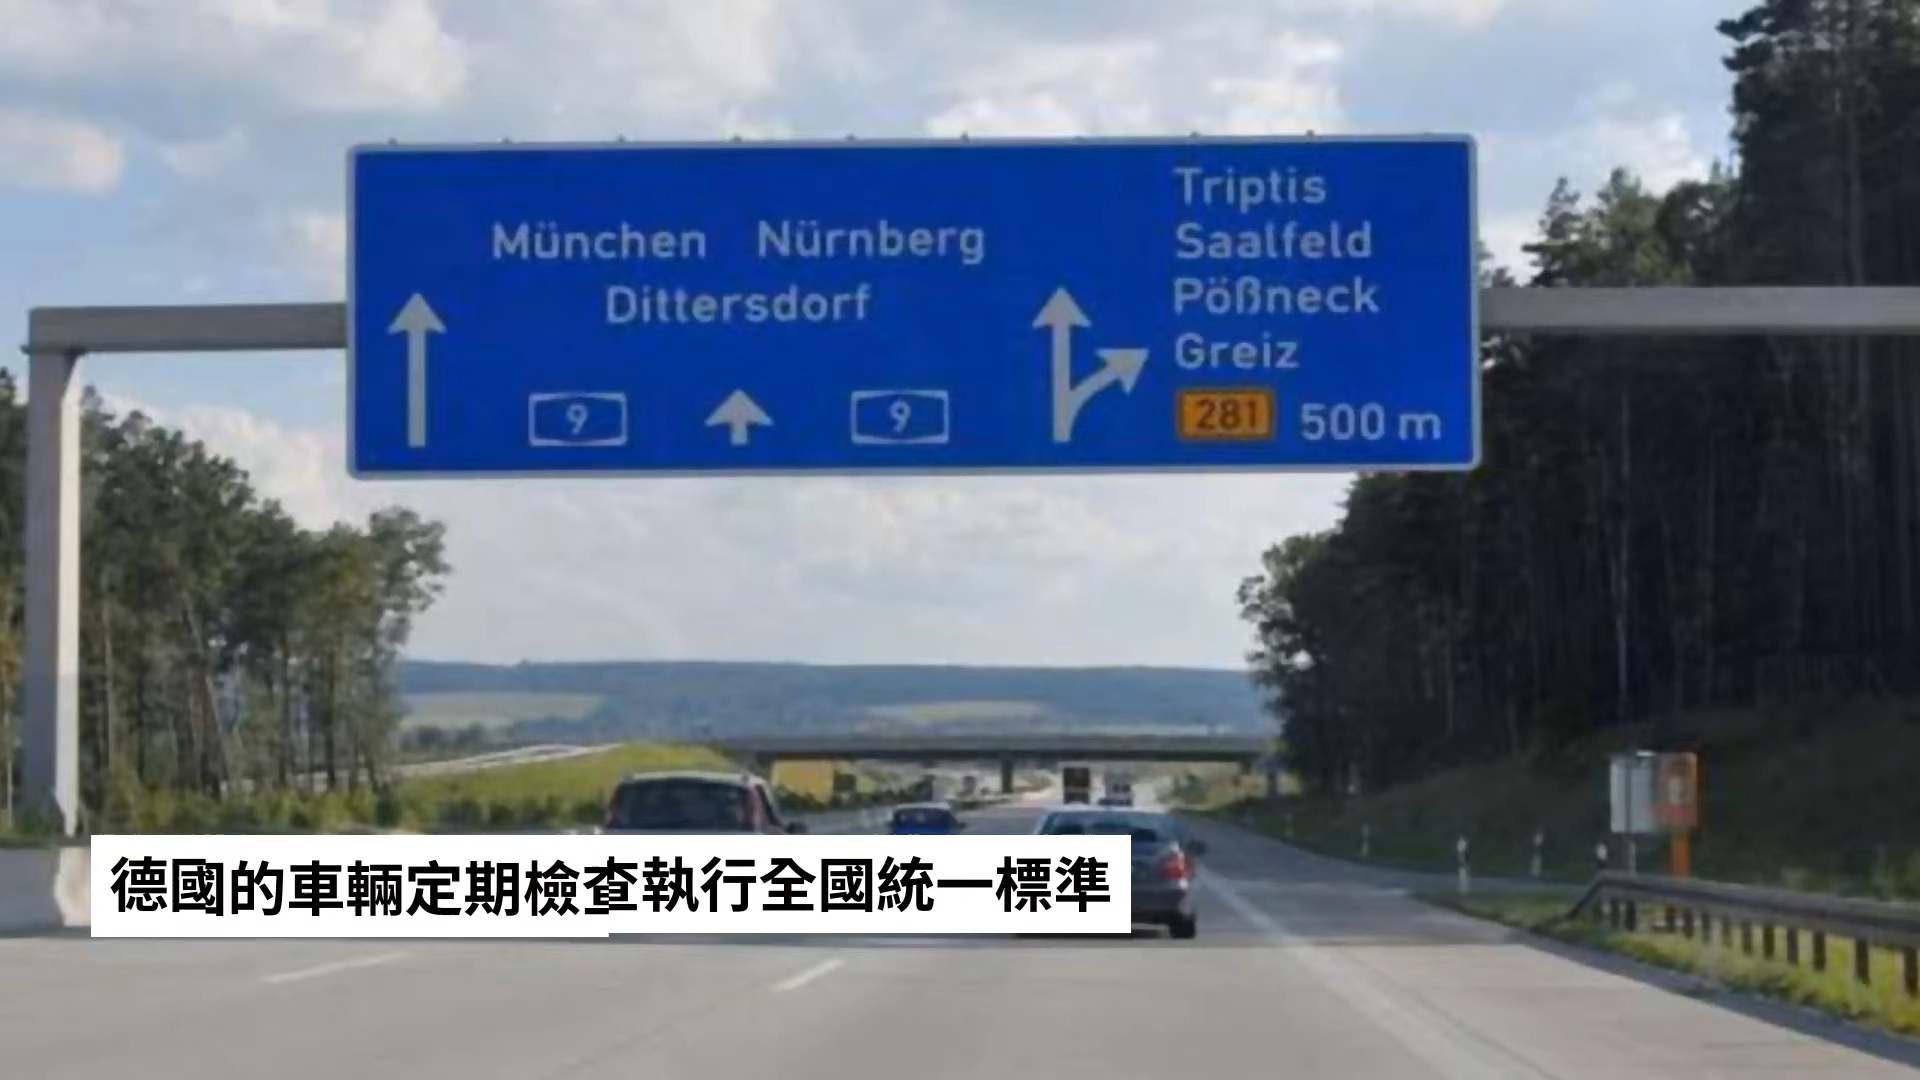 München Nürnberg
Dittersdorf
9
9
Triptis
Saalfeld
Pößneck
Greiz
281 500 m
德國的車輛定期檢查執行全國統一標準